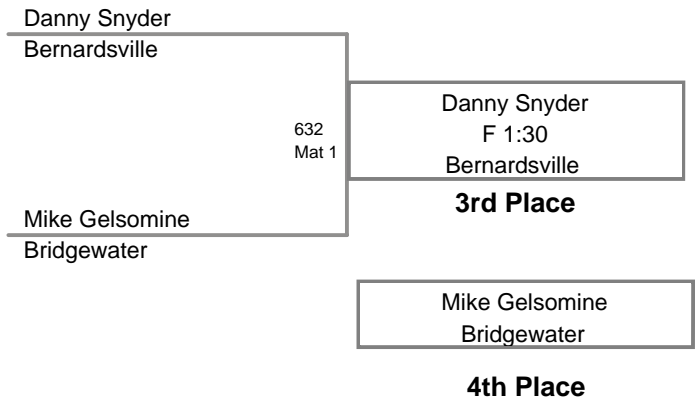 Danny Snyder
Bernardsville
632
Mat 1
Danny Snyder
F 1:30
Bernardsville
3rd Place
Mike Gelsomine
Bridgewater
Mike Gelsomine
Bridgewater
4th Place